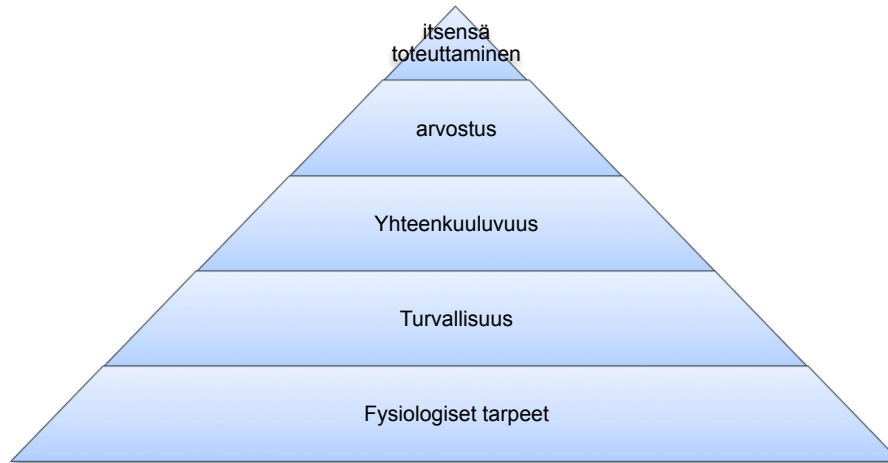 itsensä
toteuttaminen
arvostus
Yhteenkuuluvuus
Turvallisuus
Fysiologiset tarpeet